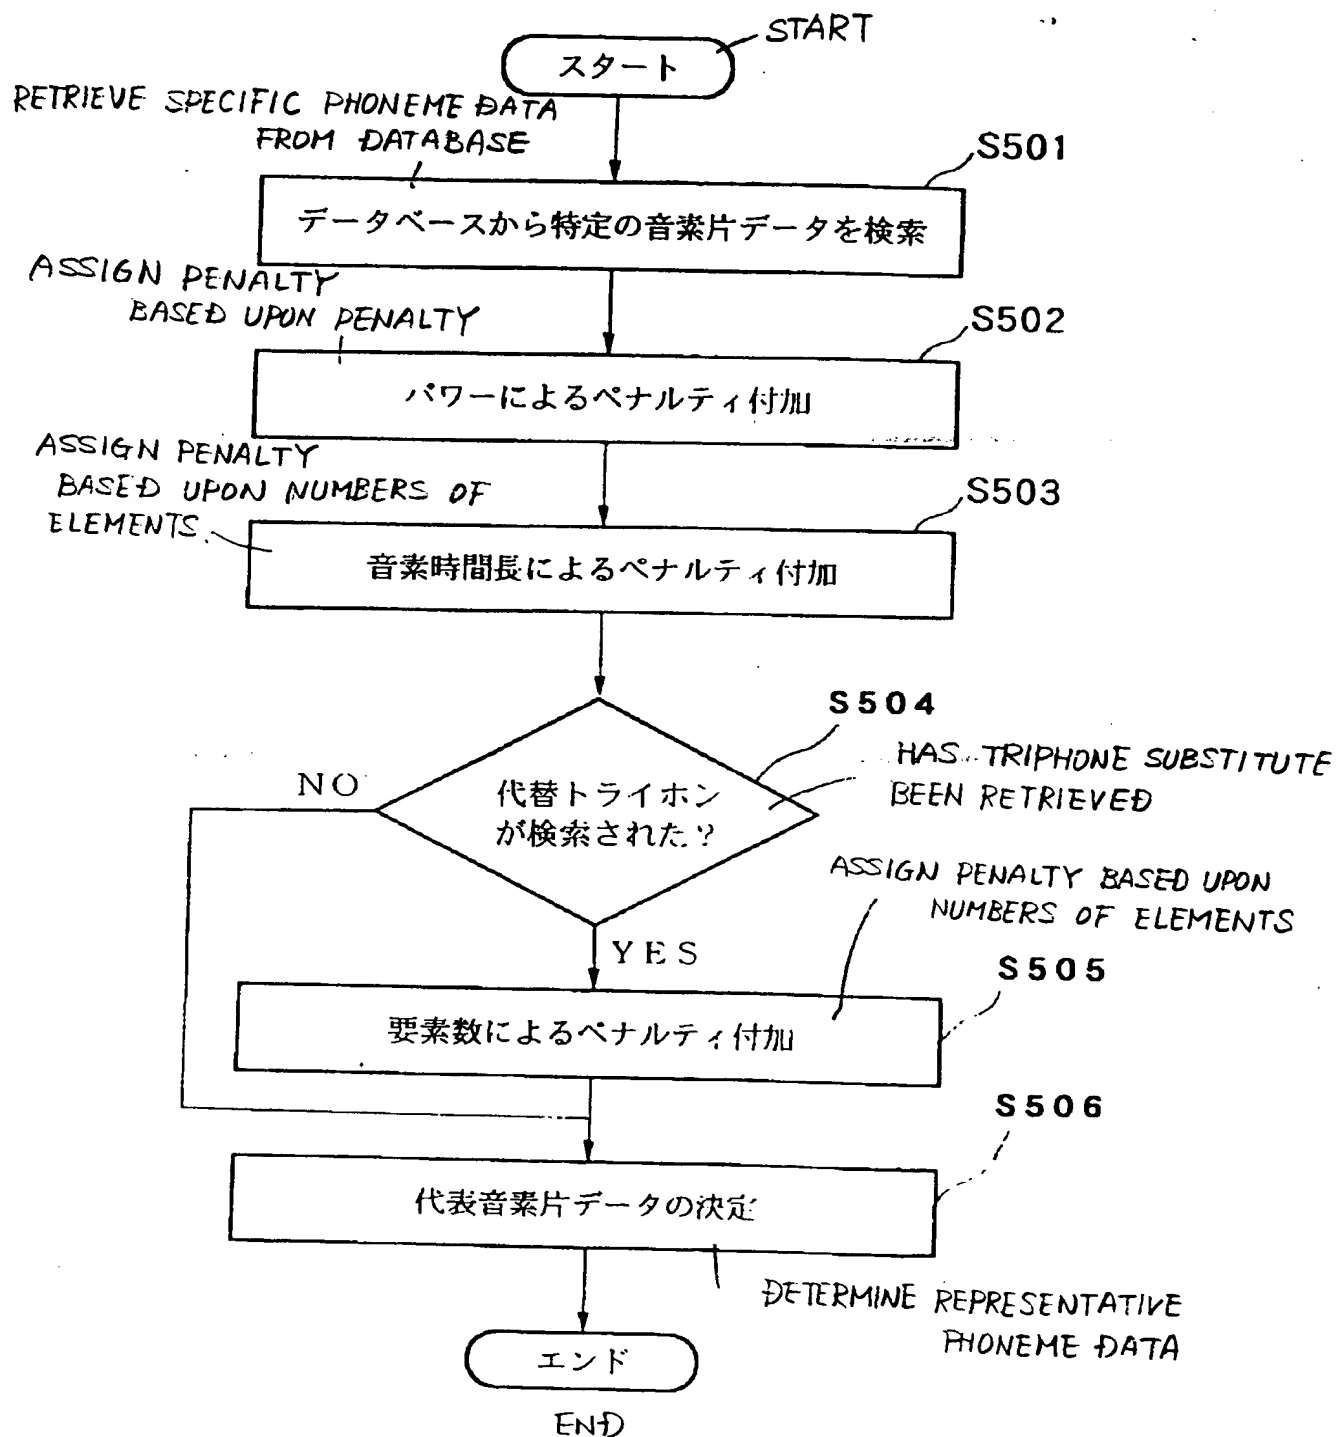 START
スタート
RETRIEVE SPECIFIC PHONEME DATA
FROM DATABASE
S501
データベースから特定の音素片データを検索
ASSIGN PENALTY
BASED UPON PENALTY
S502
パワーによるペナルティ付加
ASSIGN PENALTY
BASED UPON NUMBERS OF
ELEMENTS
S503
音素時間長によるペナルティ付加
S504
HAS TRIPHONE SUBSTITUTE
BEEN RETRIEVED
NO
代替トライホン
が検索された?
ASSIGN PENALTY BASED UPON
NUMBERS OF ELEMENTS
YES
S505
要素数によるペナルティ付加
S506
代表音素片データの決定
DETERMINE REPRESENTATIVE
PHONEME DATA
エンド
END